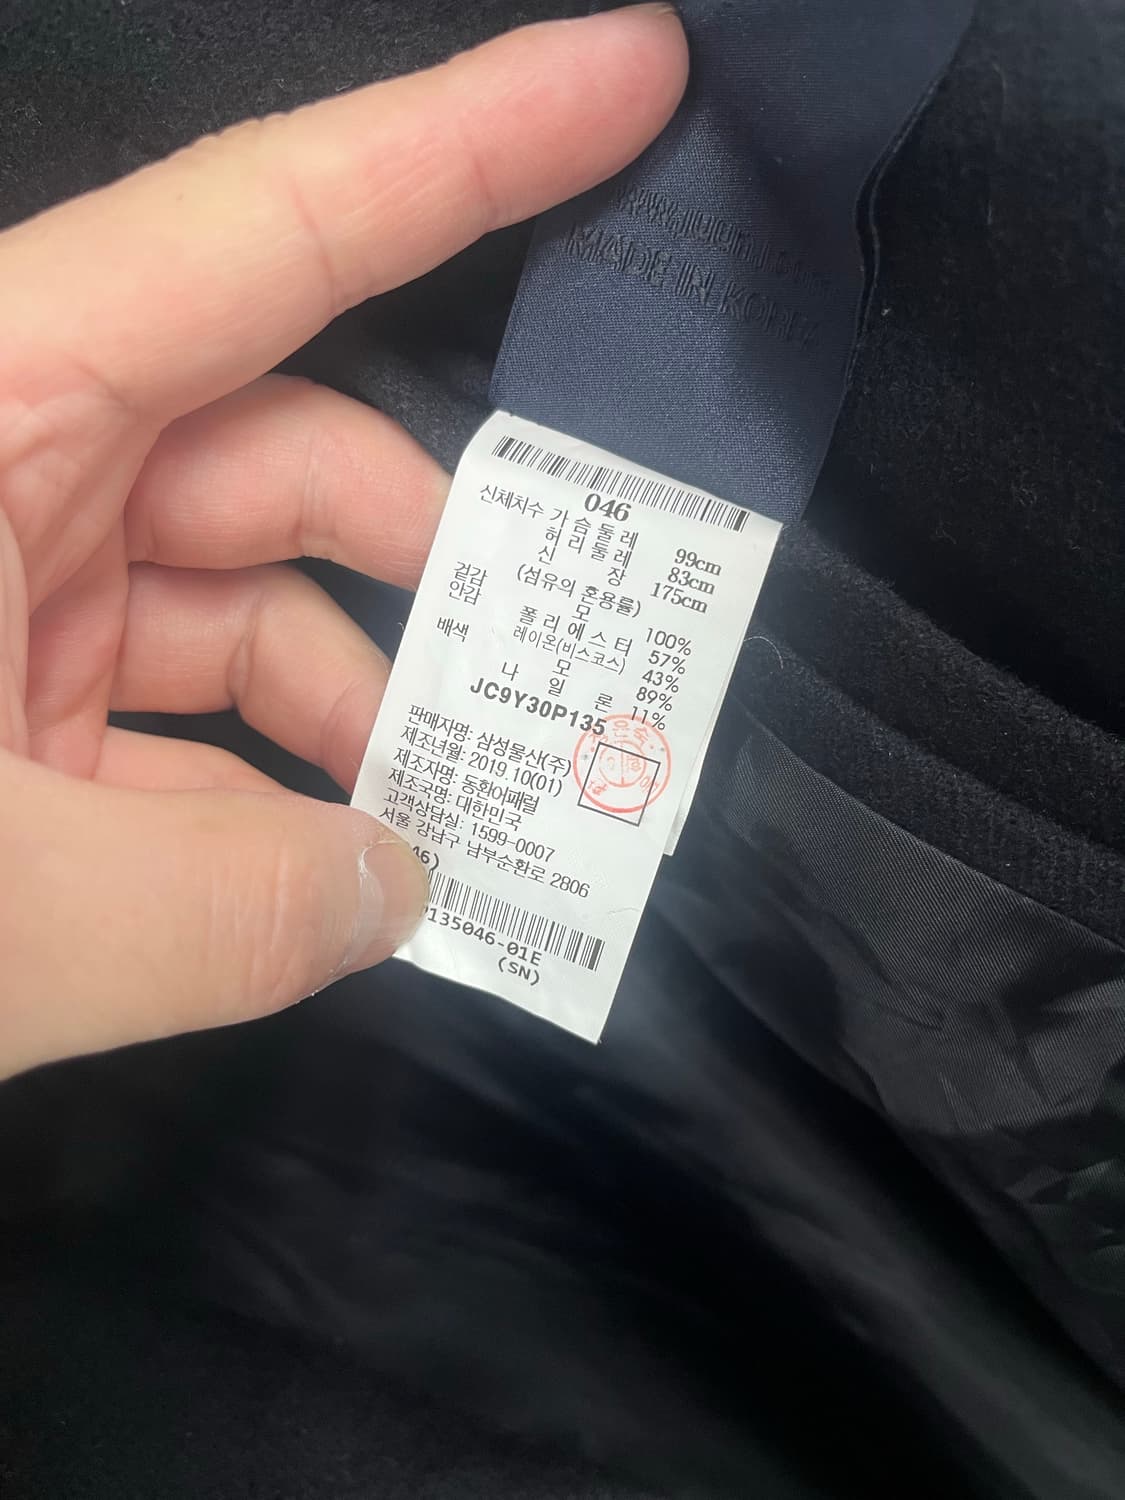 MADE IN KOREA
046
신체치수 가슴둘레 99cm
허리둘레 83cm
신장 175cm
(섬유의 혼용률)
겉감 모 100%
안감 폴리에스터 57%
레이온(비스코스) 43%
배색 모 89%
나일론 11%
JC9Y30P135
판매자명: 삼성물산(주)
제조년월: 2019.10(01)
제조자명: 동환어패럴
제조국명: 대한민국
고객상담실: 1599-0007
서울 강남구 남부순환로 2806
46)
P135046-01E
(SN)